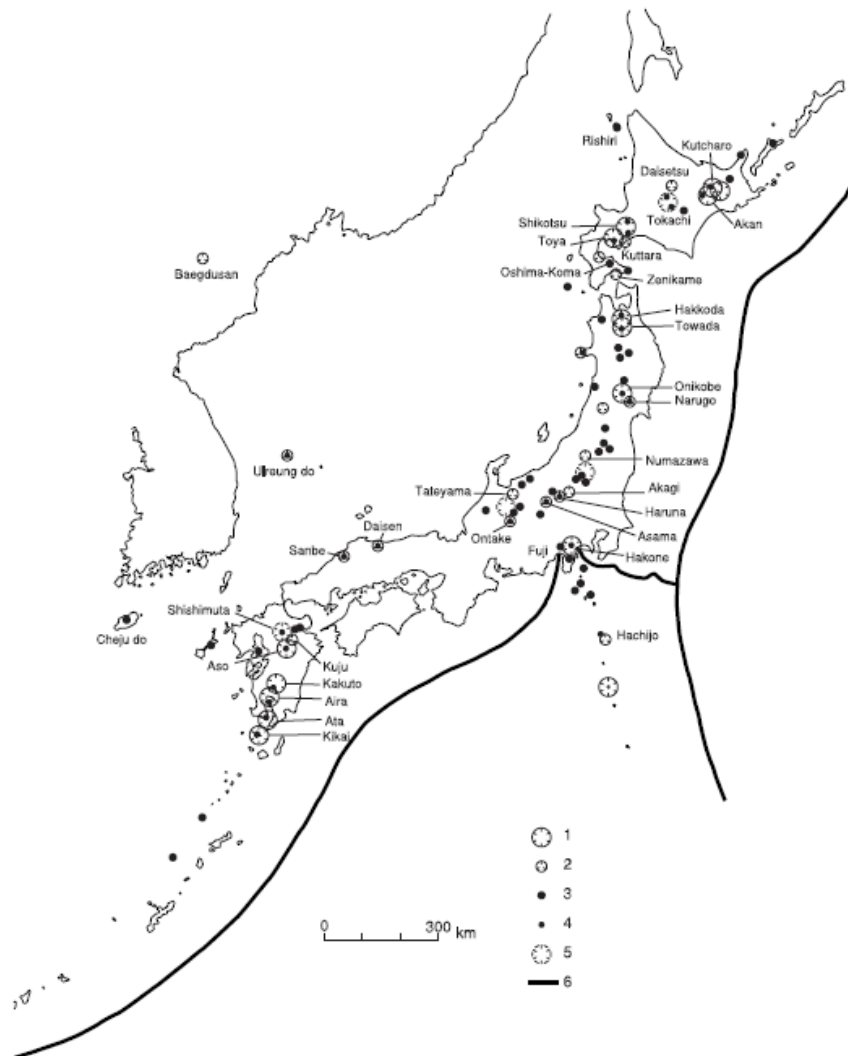 Rishiri
Kutcharo
Daisetsu
Tokachi
Akan
Shikotsu
Toya
Kuttara
Oshima-Koma
Zenikame
Baegdusan
Hakkoda
Towada
Onikobe
Narugo
Ulreung do
Numazawa
Tateyama
Akagi
Haruna
Asama
Ontake
Daisen
Sanbe
Fuji
Hakone
Shishimuta
Cheju do
Aso
Kuju
Hachijo
Kakuto
Aira
Ata
Kikai
1
2
3
4
5
6
0 300 km